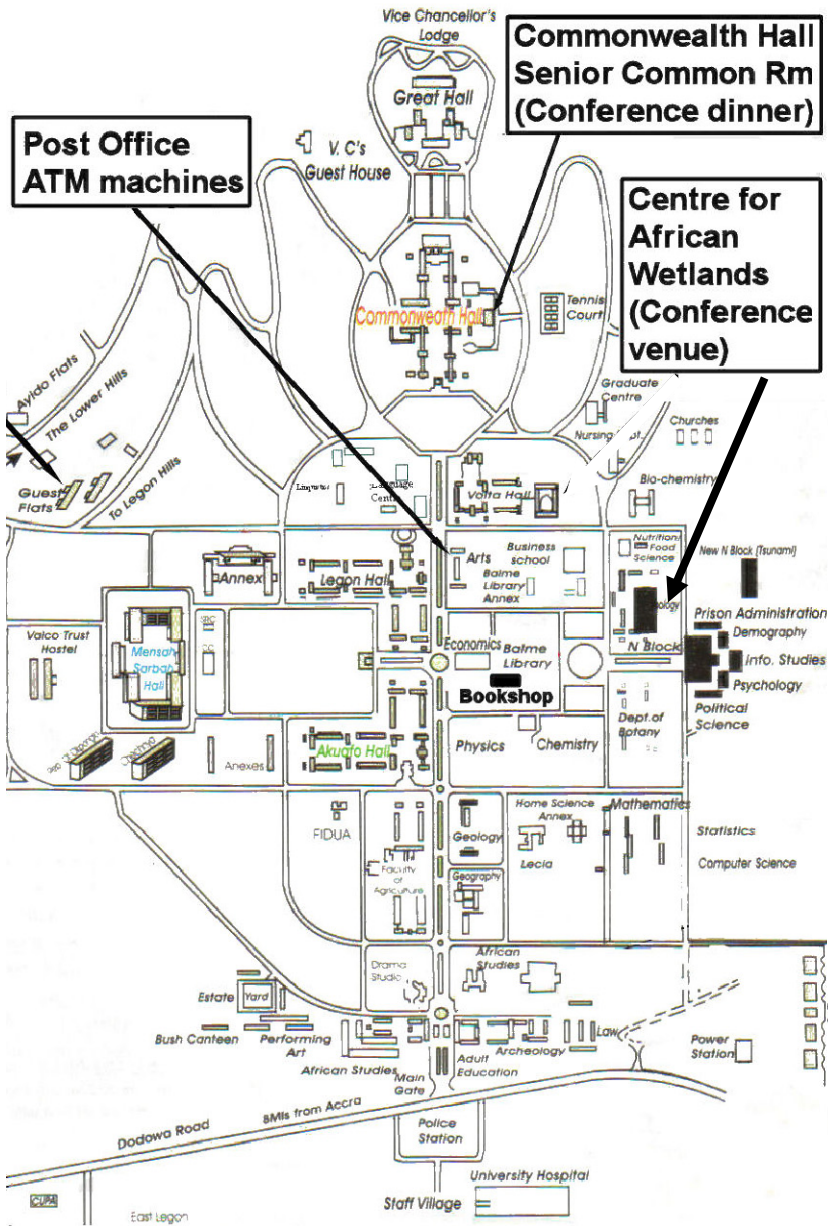 Vice Chancellor's
Lodge
Great Hall
V. C's
Guest House
Commonwealth Hall
Senior Common Rm
(Conference dinner)
Post Office
ATM machines
Centre for
African
Wetlands
(Conference
venue)
Commonweath Hall
Tennis
Court
Ayido Flats
The Lower Hills
To Legon Hills
Guest
Flats
Graduate
Centre
Churches
Bio-chemistry
Language
Volta Hall
Annex
Legon Hall
Arts
Business
school
Balme
Library
Annex
Nutrition/
Food
Science
New N Block (Tsunami)
Prison Administration
Demography
Info. Studies
Psychology
Political
Science
N Block
Valco Trust
Hostel
Mensah
Sarbah
Hall
Economics
Balme
Library
Bookshop
Dept.of
Botany
Akuafo Hall
Physics
Chemistry
Anexes
FIDUA
Geology
Home Science
Annex
Mathematics
Lecia
Statistics
Computer Science
Faculty
of
Agriculture
Geography
Drama
Studio
African
Studies
Estate
Yard
Bush Canteen
Performing
Art
African Studies
Main
Gate
Adult
Education
Archeology
Law
Power
Station
Dodowa Road
8Mls from Accra
Police
Station
University Hospital
Staff Village
CUPA
East Legon